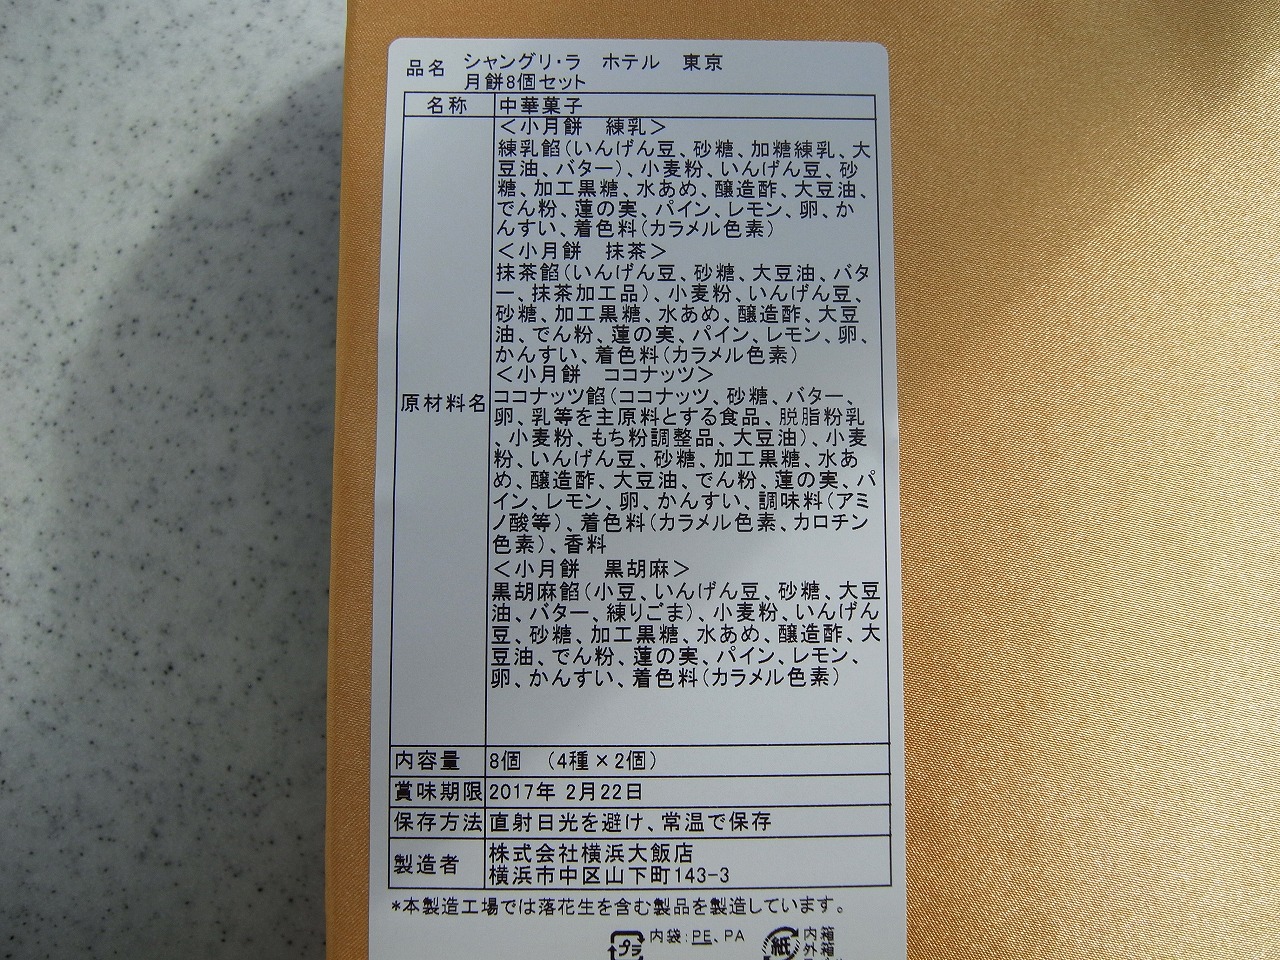 品名 シャングリ・ラ ホテル 東京
月餅8個セット
名称 中華菓子
原材料名
＜小月餅 練乳＞
練乳餡(いんげん豆、砂糖、加糖練乳、大
豆油、バター)、小麦粉、いんげん豆、砂
糖、加工黒糖、水あめ、醸造酢、大豆油、
でん粉、蓮の実、パイン、レモン、卵、か
んすい、着色料(カラメル色素)
＜小月餅 抹茶＞
抹茶餡(いんげん豆、砂糖、大豆油、バタ
ー、抹茶加工品)、小麦粉、いんげん豆、
砂糖、加工黒糖、水あめ、醸造酢、大豆
油、でん粉、蓮の実、パイン、レモン、卵、
かんすい、着色料(カラメル色素)
＜小月餅 ココナッツ＞
ココナッツ餡(ココナッツ、砂糖、バター、
卵、乳等を主原料とする食品、脱脂粉乳
、小麦粉、もち粉調整品、大豆油)、小麦
粉、いんげん豆、砂糖、加工黒糖、水あ
め、醸造酢、大豆油、でん粉、蓮の実、パ
イン、レモン、卵、かんすい、調味料(アミ
ノ酸等)、着色料(カラメル色素、カロチン
色素)、香料
＜小月餅 黒胡麻＞
黒胡麻餡(小豆、いんげん豆、砂糖、大豆
油、バター、練りごま)、小麦粉、いんげん
豆、砂糖、加工黒糖、水あめ、醸造酢、大
豆油、でん粉、蓮の実、パイン、レモン、
卵、かんすい、着色料(カラメル色素)
内容量 8個 (4種×2個)
賞味期限 2017年 2月22日
保存方法 直射日光を避け、常温で保存
製造者 株式会社横浜大飯店
横浜市中区山下町143-3
*本製造工場では落花生を含む製品を製造しています。
プラ 内袋:PE、PA 紙 内箱
外箱